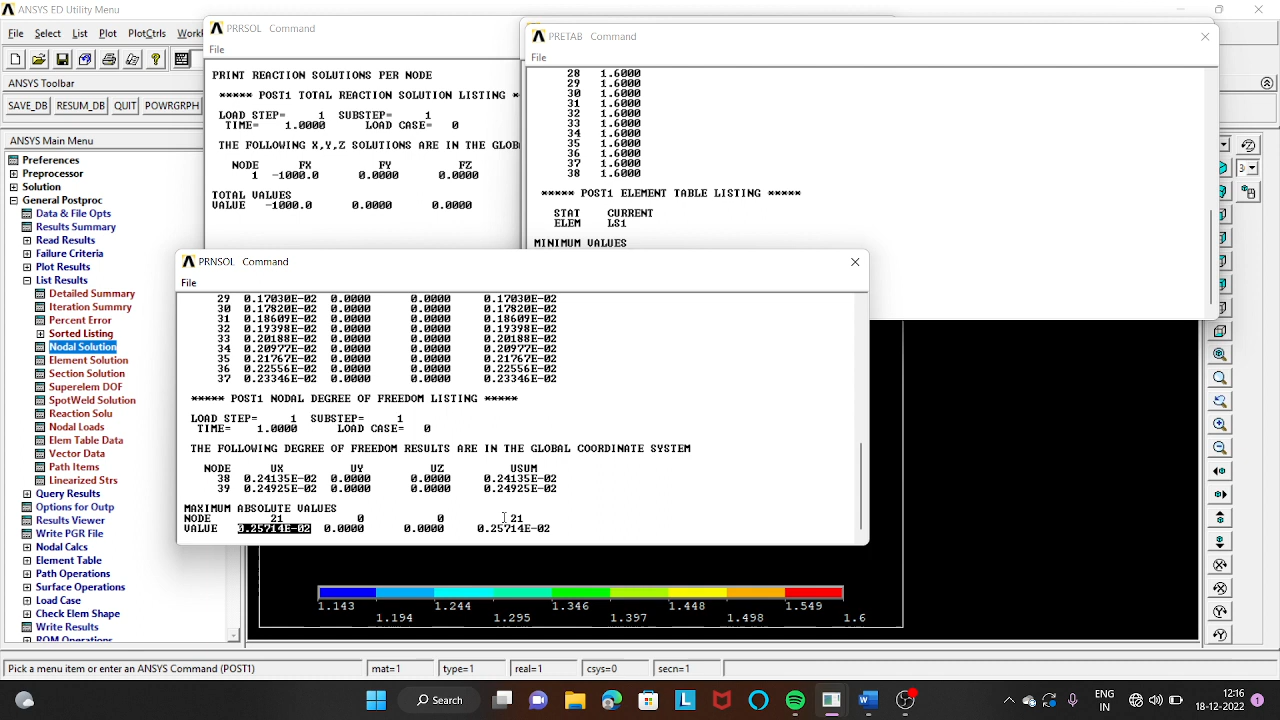 ANSYS ED Utility Menu
File Select List Plot PlotCtrls Work
ANSYS Toolbar
SAVE_DB RESUM_DB QUIT POWRGRPH
ANSYS Main Menu
Preferences
Preprocessor
Solution
General Postproc
Data & File Opts
Results Summary
Read Results
Failure Criteria
Plot Results
List Results
Detailed Summary
Iteration Summry
Percent Error
Sorted Listing
Nodal Solution
Element Solution
Section Solution
Superelem DOF
SpotWeld Solution
Reaction Solu
Nodal Loads
Elem Table Data
Vector Data
Path Items
Linearized Strs
Query Results
Options for Outp
Results Viewer
Write PGR File
Nodal Calcs
Element Table
Path Operations
Surface Operations
Load Case
Check Elem Shape
Write Results
ROM Operations
PRRSOL Command
File
PRINT REACTION SOLUTIONS PER NODE
***** POST1 TOTAL REACTION SOLUTION LISTING *
LOAD STEP= 1 SUBSTEP= 1
TIME= 1.0000 LOAD CASE= 0
THE FOLLOWING X,Y,Z SOLUTIONS ARE IN THE GLOB
NODE FX FY FZ
1 -1000.0 0.0000 0.0000
TOTAL VALUES
VALUE -1000.0 0.0000 0.0000
PRETAB Command
File
28 1.6000
29 1.6000
30 1.6000
31 1.6000
32 1.6000
33 1.6000
34 1.6000
35 1.6000
36 1.6000
37 1.6000
38 1.6000
***** POST1 ELEMENT TABLE LISTING *****
STAT CURRENT
ELEM LS1
MINIMUM VALUES
PRNSOL Command
File
29 0.17030E-02 0.0000 0.0000 0.17030E-02
30 0.17820E-02 0.0000 0.0000 0.17820E-02
31 0.18609E-02 0.0000 0.0000 0.18609E-02
32 0.19398E-02 0.0000 0.0000 0.19398E-02
33 0.20188E-02 0.0000 0.0000 0.20188E-02
34 0.20977E-02 0.0000 0.0000 0.20977E-02
35 0.21767E-02 0.0000 0.0000 0.21767E-02
36 0.22556E-02 0.0000 0.0000 0.22556E-02
37 0.23346E-02 0.0000 0.0000 0.23346E-02
***** POST1 NODAL DEGREE OF FREEDOM LISTING *****
LOAD STEP= 1 SUBSTEP= 1
TIME= 1.0000 LOAD CASE= 0
THE FOLLOWING DEGREE OF FREEDOM RESULTS ARE IN THE GLOBAL COORDINATE SYSTEM
NODE UX UY UZ USUM
38 0.24135E-02 0.0000 0.0000 0.24135E-02
39 0.24925E-02 0.0000 0.0000 0.24925E-02
MAXIMUM ABSOLUTE VALUES
NODE 21 0 0 21
VALUE 0.25714E-02 0.0000 0.0000 0.25714E-02
1.143 1.244 1.346 1.448 1.549
1.194 1.295 1.397 1.498 1.6
3
Pick a menu item or enter an ANSYS Command (POST1) mat=1 type=1 real=1 csys=0 secn=1
Search
ENG
IN
12:16
18-12-2022
1